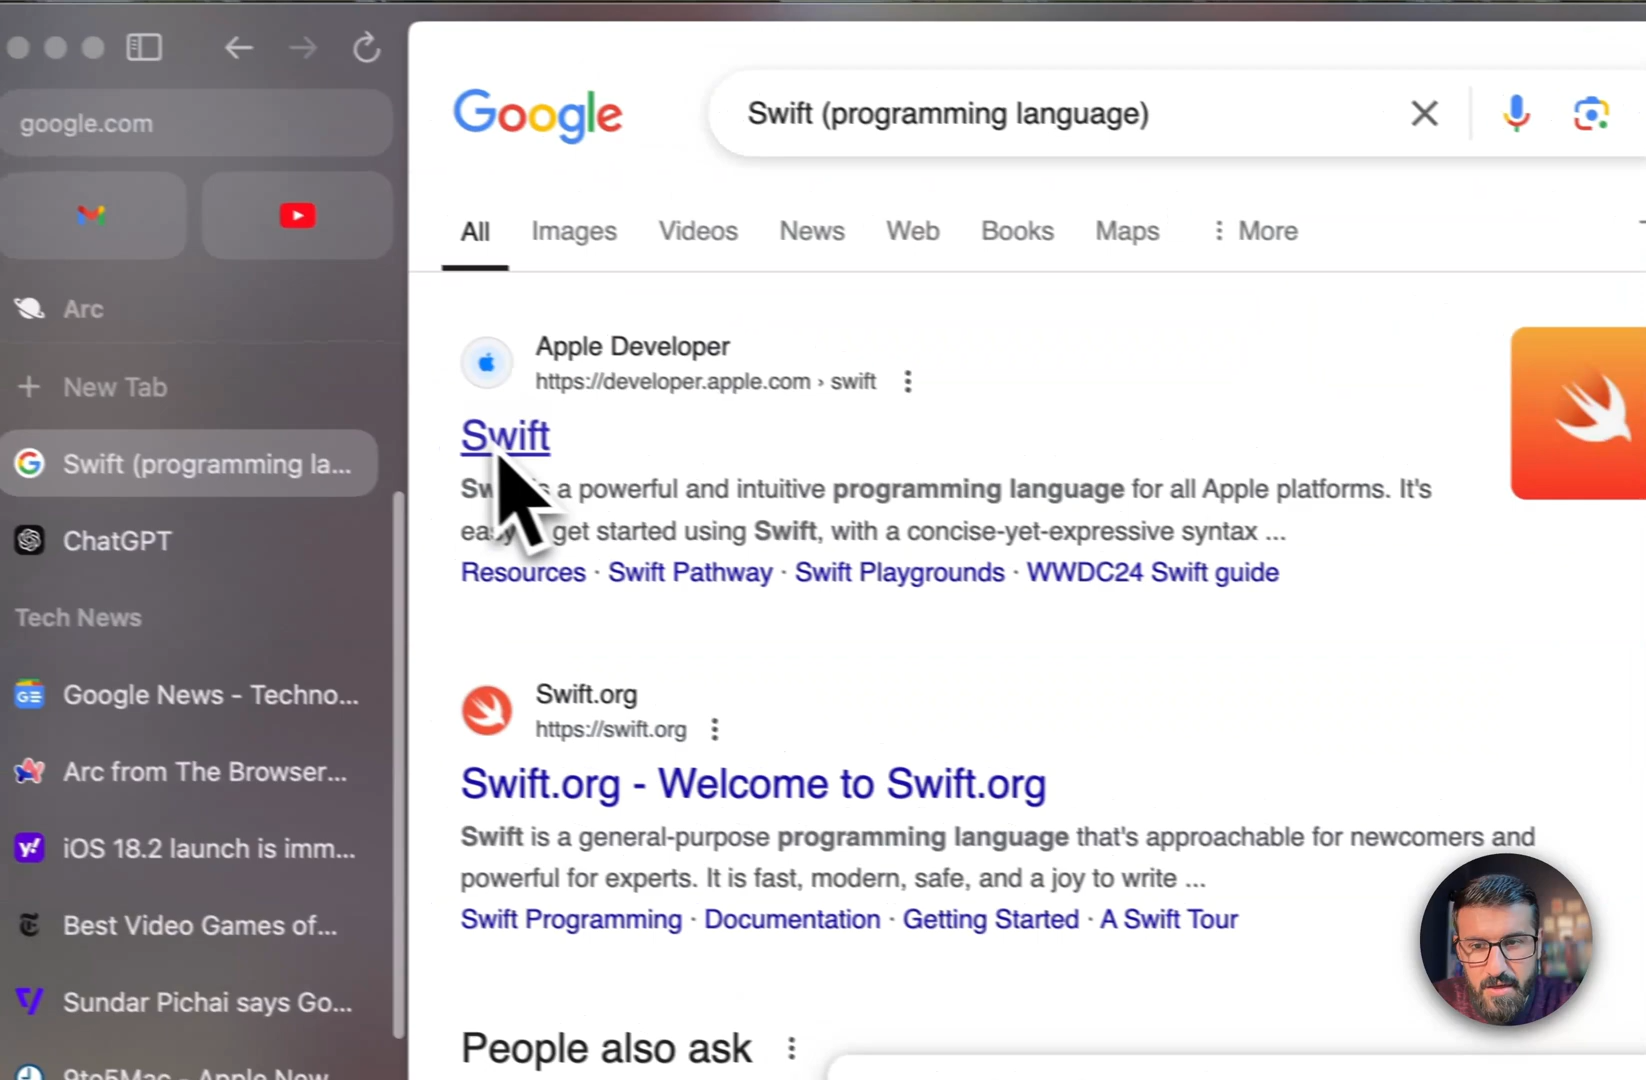 google.com
Arc
New Tab
Swift (programming la...
ChatGPT
Tech News
Google News - Techno...
Arc from The Browser...
iOS 18.2 launch is imm...
Best Video Games of...
Sundar Pichai says Go...
9to5Mac - Apple New
Google
Swift (programming language)
All Images Videos News Web Books Maps More
Apple Developer
https://developer.apple.com › swift
Swift
a powerful and intuitive programming language for all Apple platforms. It's
get started using Swift, with a concise-yet-expressive syntax ...
Resources · Swift Pathway · Swift Playgrounds · WWDC24 Swift guide
Swift.org
https://swift.org
Swift.org - Welcome to Swift.org
Swift is a general-purpose programming language that's approachable for newcomers and
powerful for experts. It is fast, modern, safe, and a joy to write ...
Swift Programming · Documentation · Getting Started · A Swift Tour
People also ask